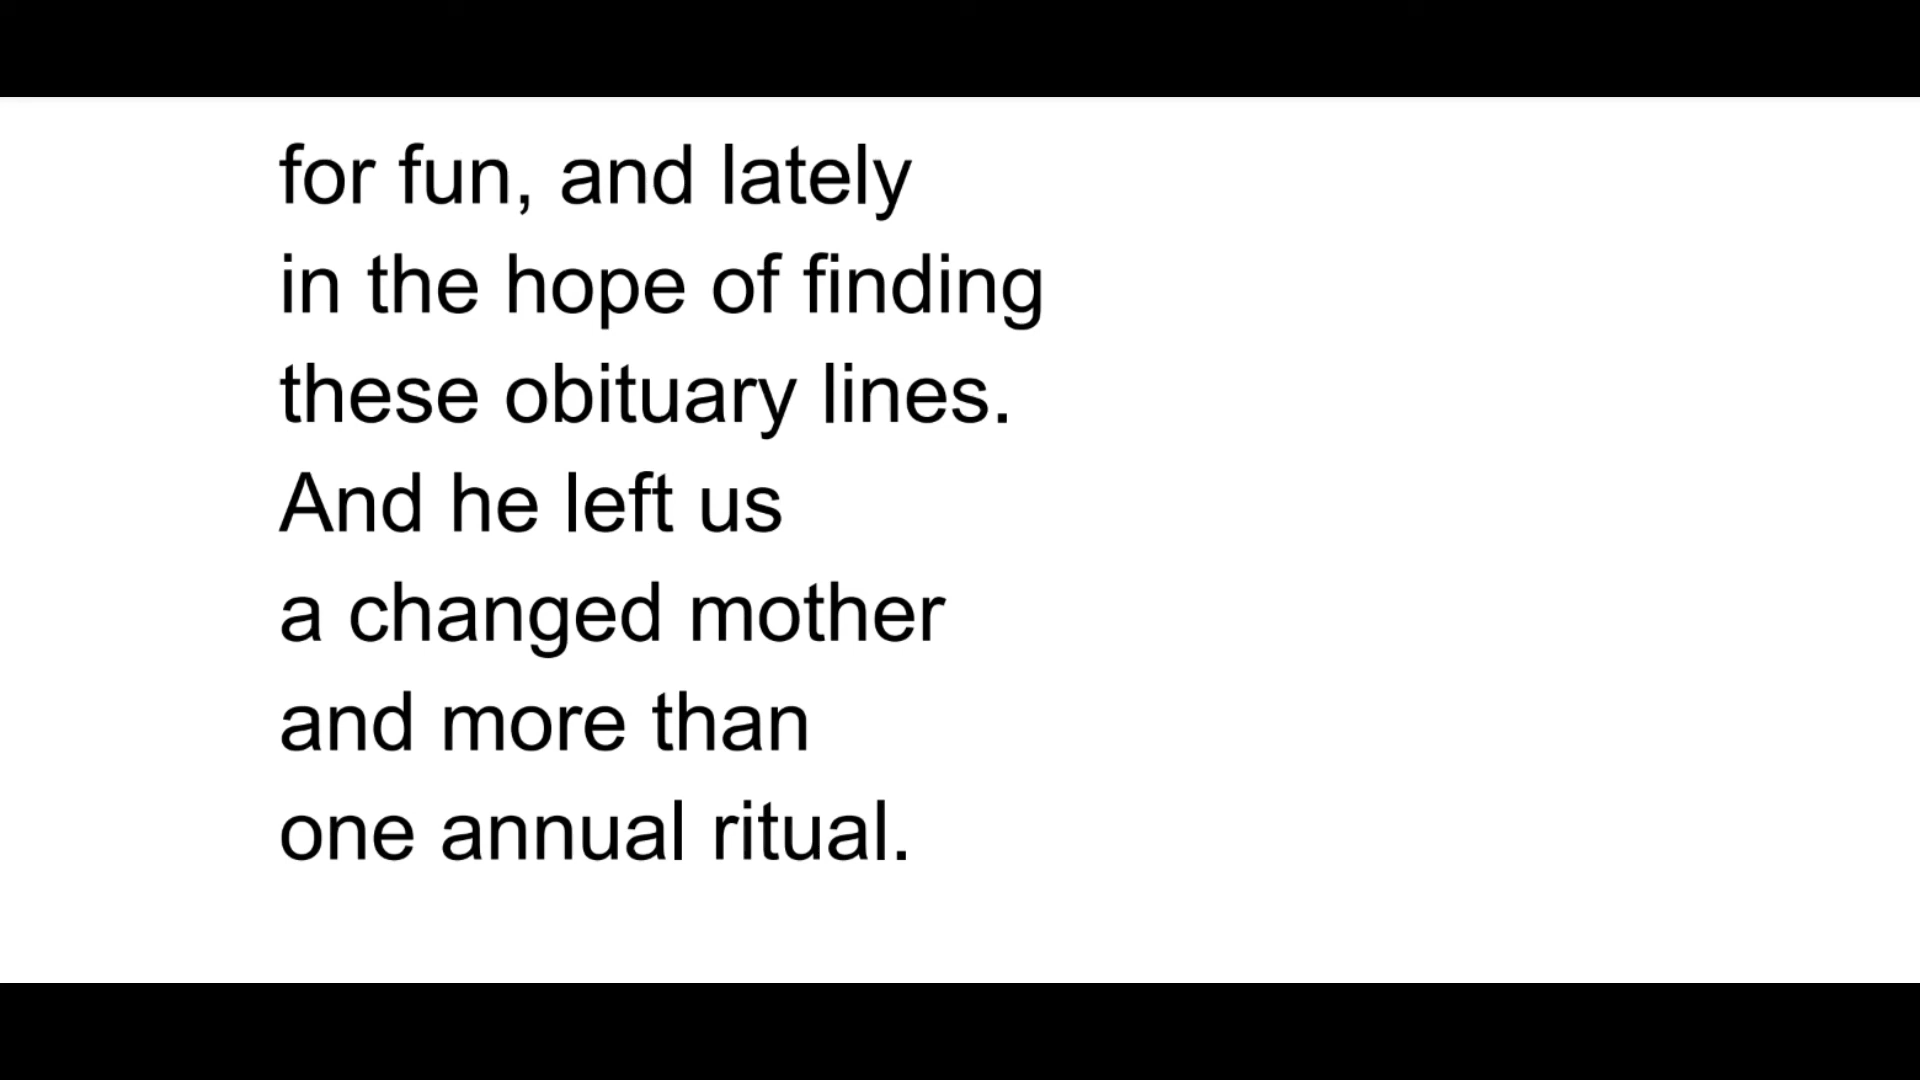 for fun, and lately
in the hope of finding
these obituary lines.
And he left us
a changed mother
and more than
one annual ritual.